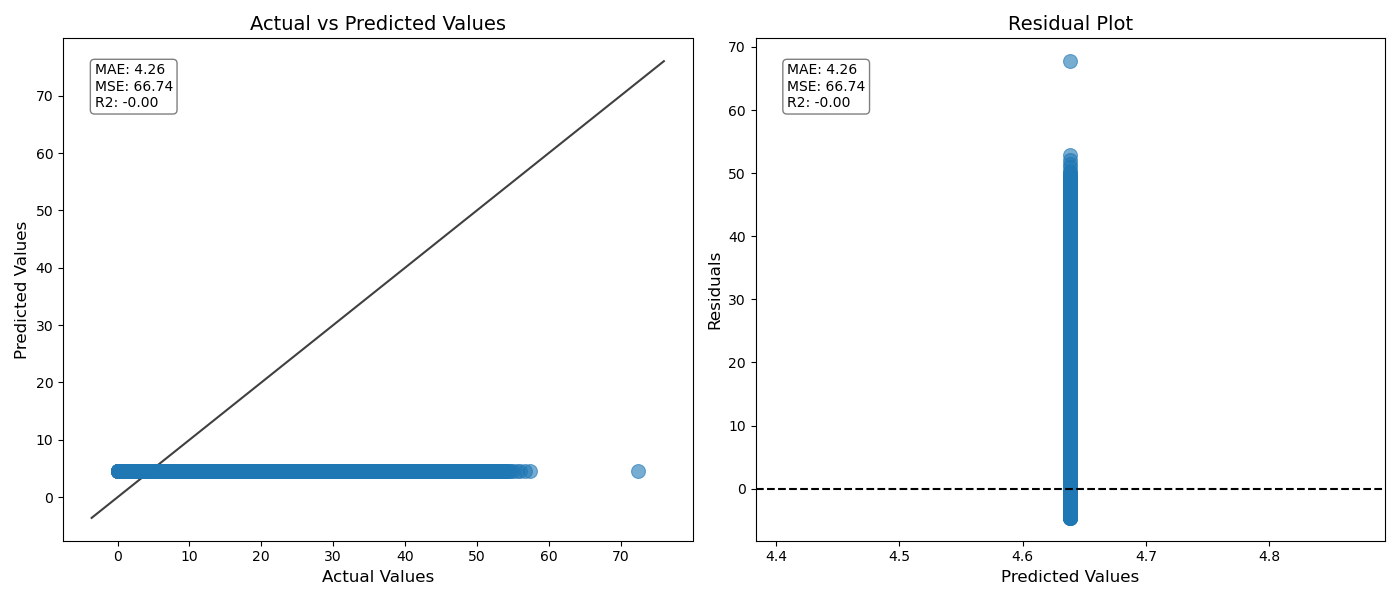 Actual vs Predicted Values
MAE: 4.26
MSE: 66.74
R2: -0.00
70
60
50
40
30
20
10
0
Predicted Values
0 10 20 30 40 50 60 70
Actual Values
Residual Plot
MAE: 4.26
MSE: 66.74
R2: -0.00
70
60
50
40
30
20
10
0
Residuals
4.4 4.5 4.6 4.7 4.8
Predicted Values